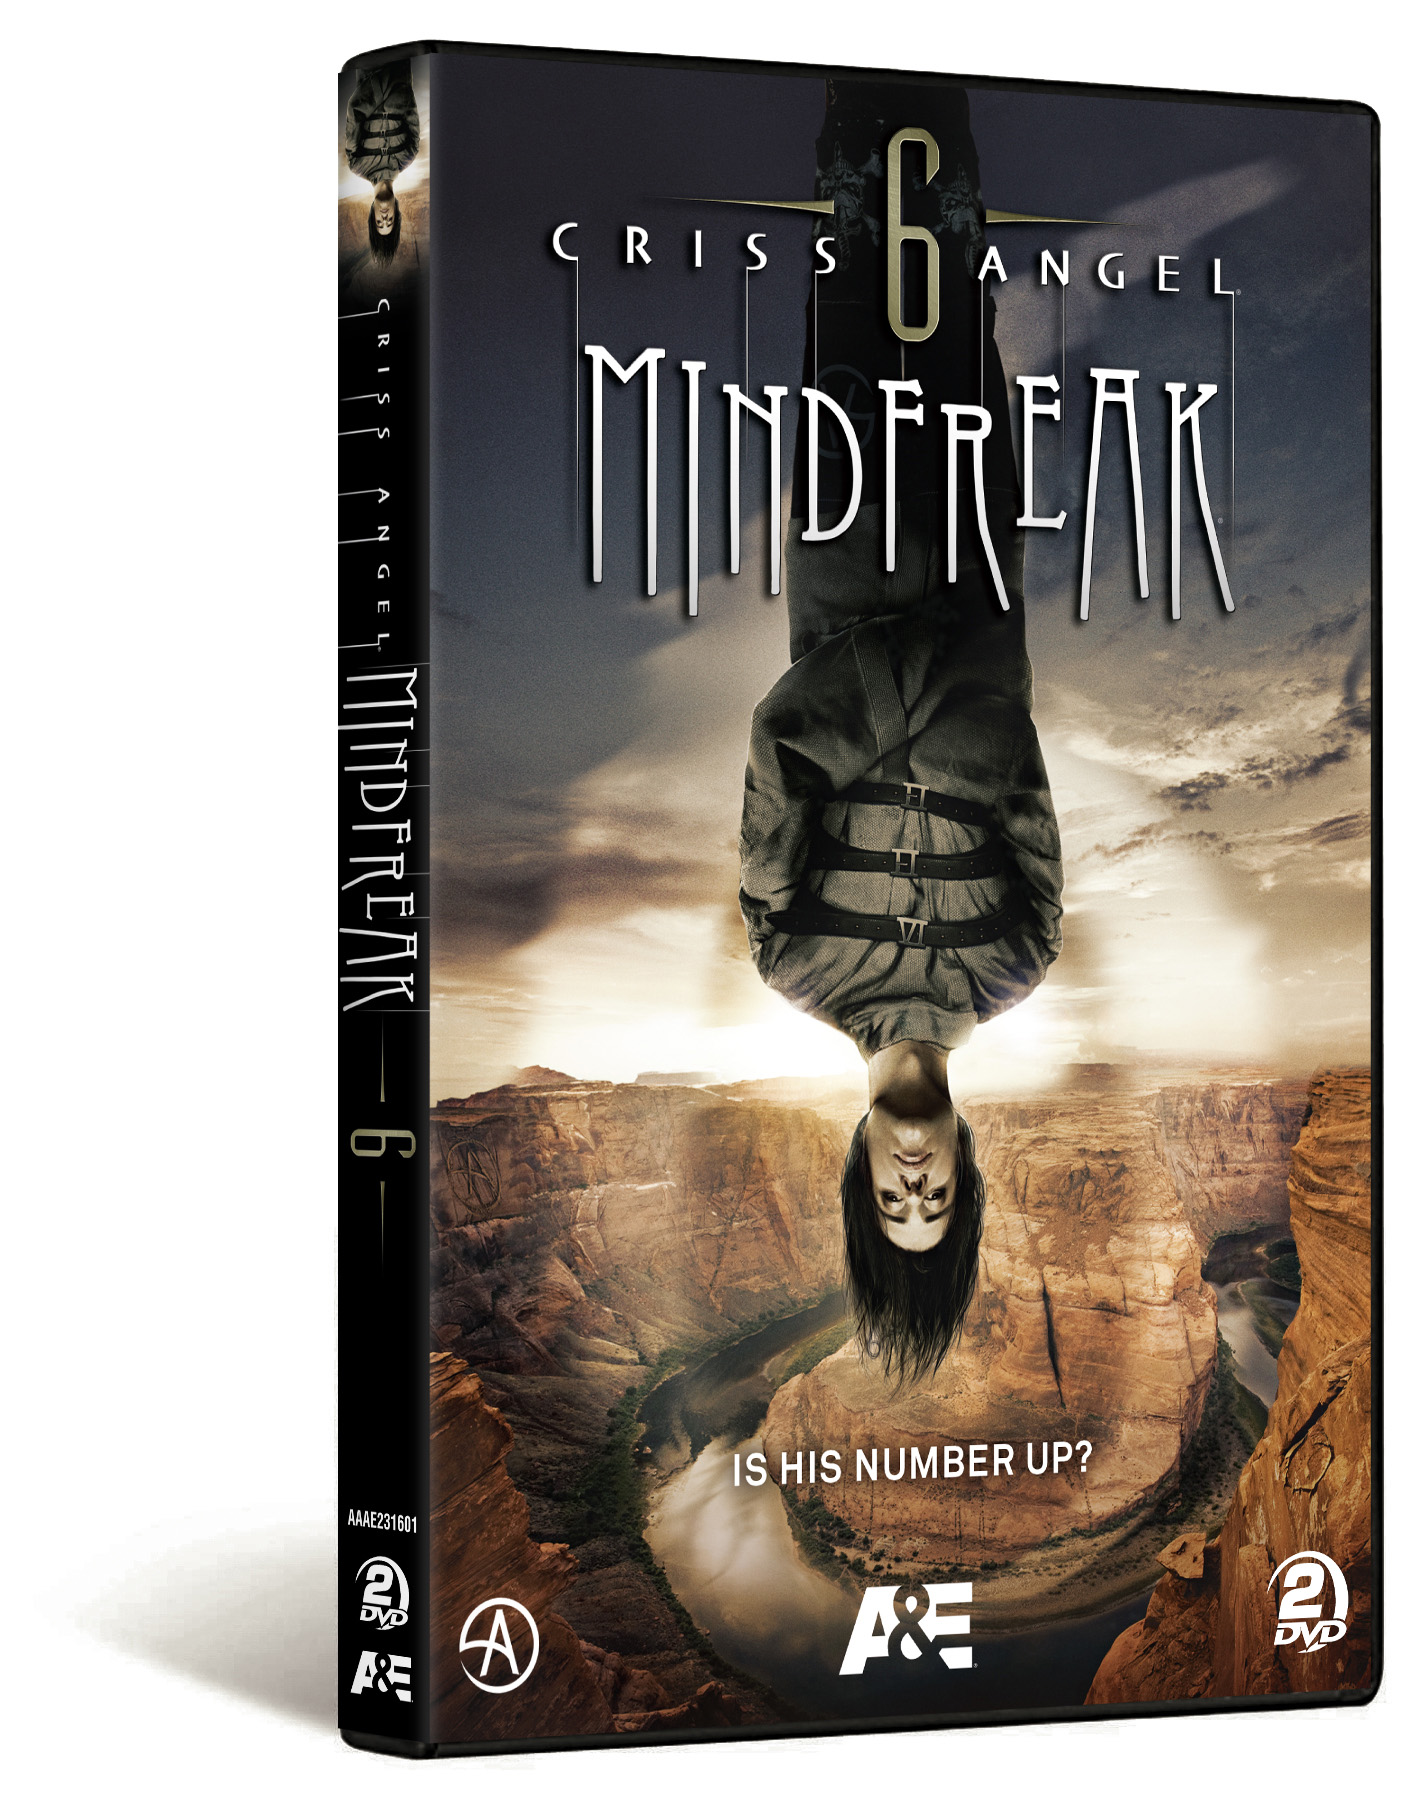 6
CRISS ANGEL®
MINDFREAK®
IS HIS NUMBER UP?
A&E
2
DVD
CRISS ANGEL
MINDFREAK
6
AAAE231601
2
DVD
A&E